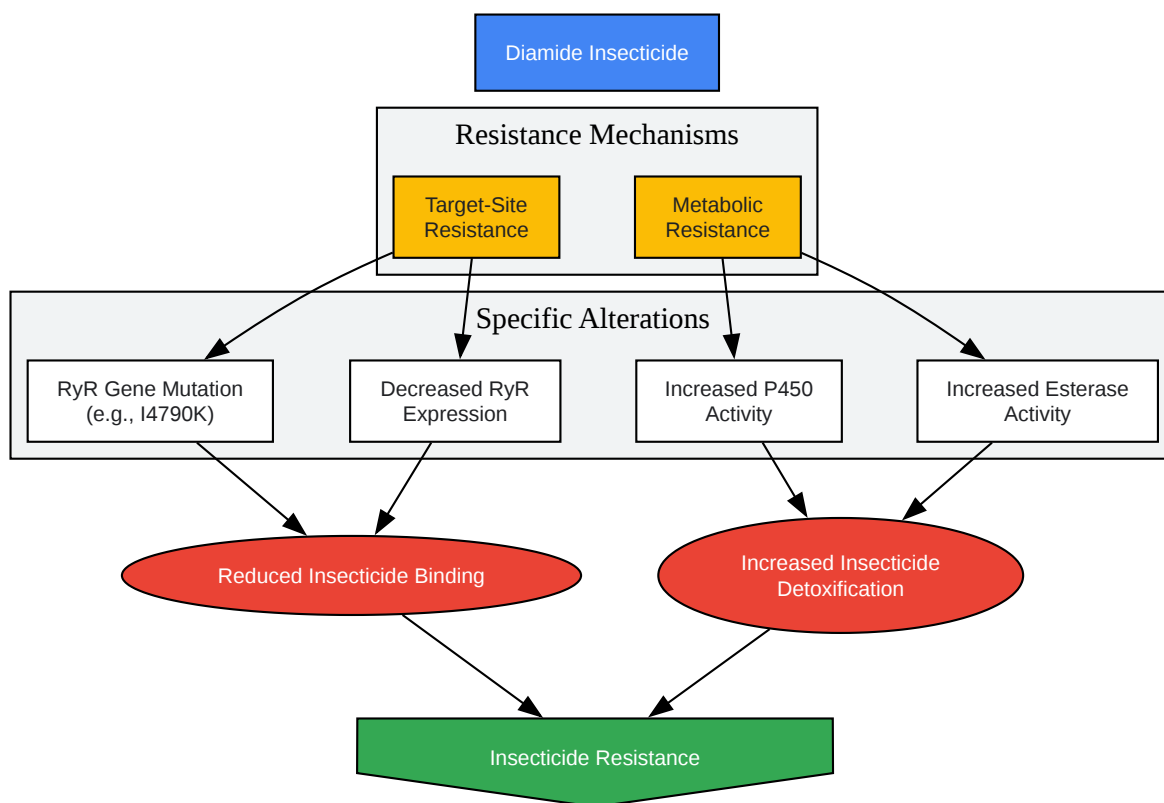 Diamide Insecticide
Resistance Mechanisms
Target-Site
Resistance
Metabolic
Resistance
Specific Alterations
RyR Gene Mutation
(e.g., I4790K)
Decreased RyR
Expression
Increased P450
Activity
Increased Esterase
Activity
Reduced Insecticide Binding
Increased Insecticide
Detoxification
Insecticide Resistance